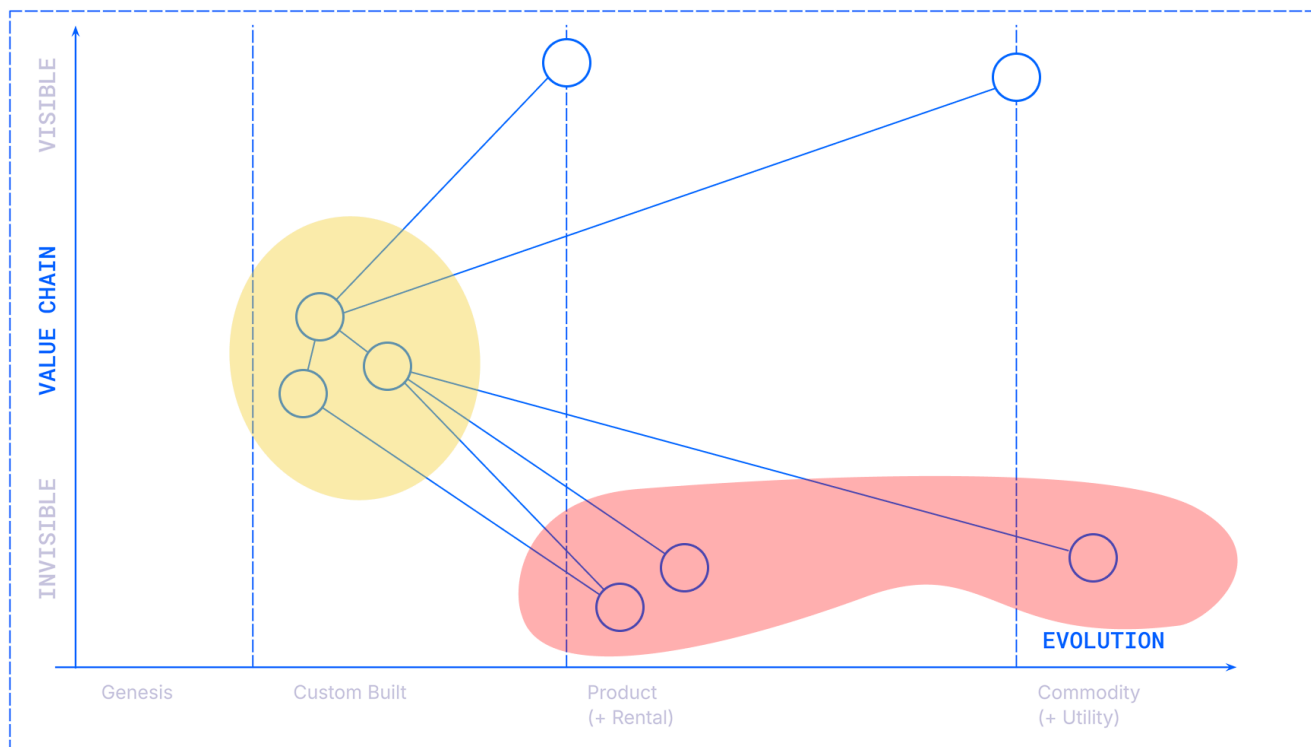 VISIBLE
VALUE CHAIN
INVISIBLE
EVOLUTION
Genesis
Custom Built
Product
(+ Rental)
Commodity
(+ Utility)